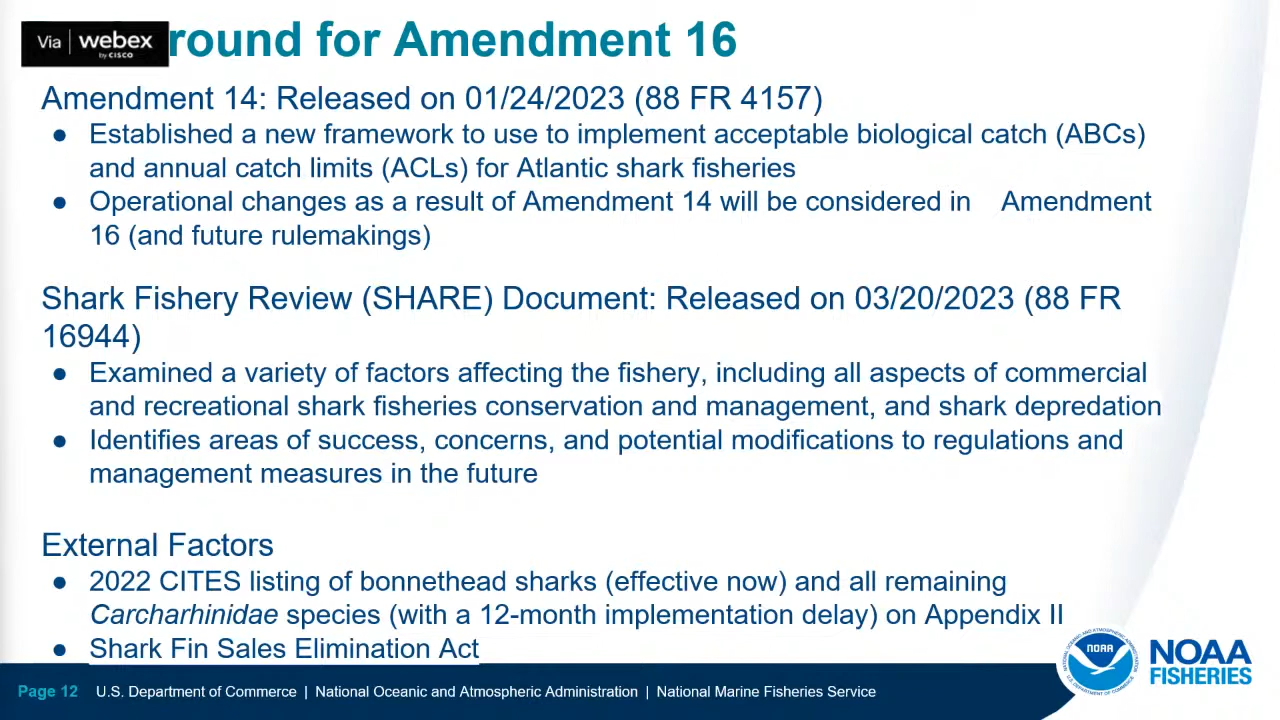 Via | webex
by CISCO
round for Amendment 16
Amendment 14: Released on 01/24/2023 (88 FR 4157)
● Established a new framework to use to implement acceptable biological catch (ABCs)
and annual catch limits (ACLs) for Atlantic shark fisheries
● Operational changes as a result of Amendment 14 will be considered in Amendment
16 (and future rulemakings)
Shark Fishery Review (SHARE) Document: Released on 03/20/2023 (88 FR
16944)
● Examined a variety of factors affecting the fishery, including all aspects of commercial
and recreational shark fisheries conservation and management, and shark depredation
● Identifies areas of success, concerns, and potential modifications to regulations and
management measures in the future
External Factors
● 2022 CITES listing of bonnethead sharks (effective now) and all remaining
Carcharhinidae species (with a 12-month implementation delay) on Appendix II
● Shark Fin Sales Elimination Act
NOAA
NOAA
FISHERIES
Page 12 U.S. Department of Commerce | National Oceanic and Atmospheric Administration | National Marine Fisheries Service